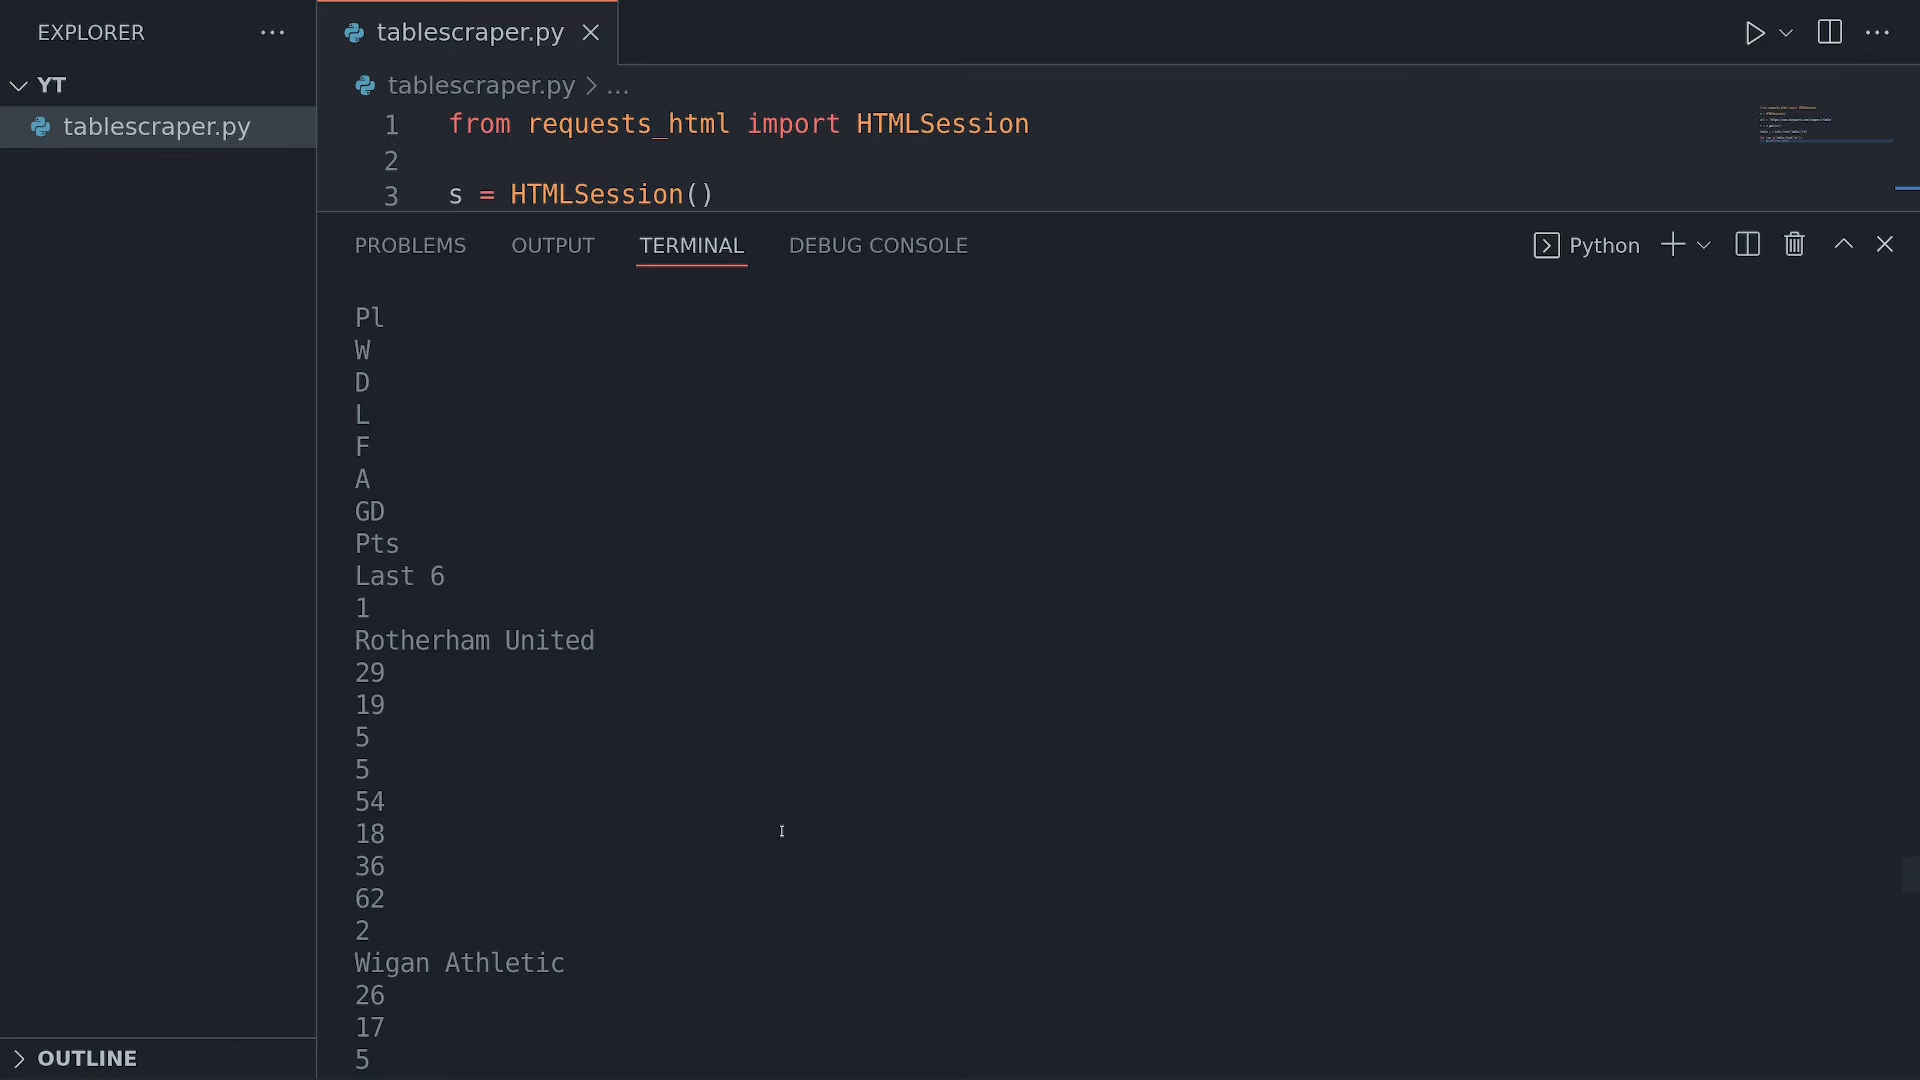 EXPLORER
tablescraper.py
YT
tablescraper.py
tablescraper.py > ...
1 from requests_html import HTMLSession
2
3 s = HTMLSession()
PROBLEMS OUTPUT TERMINAL DEBUG CONSOLE Python
Pl
W
D
L
F
A
GD
Pts
Last 6
1
Rotherham United
29
19
5
5
54
18
36
62
2
Wigan Athletic
26
17
5
OUTLINE